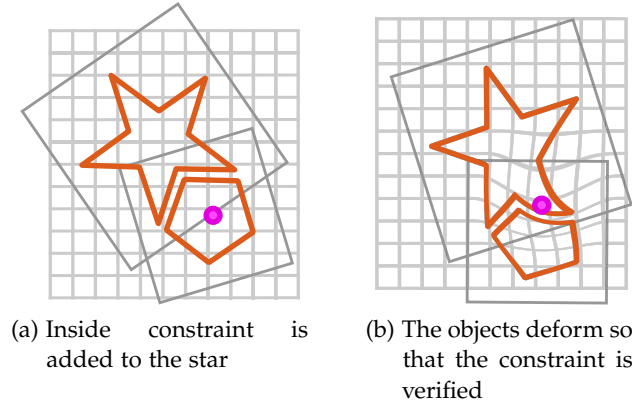 (a) Inside constraint is
added to the star
(b) The objects deform so
that the constraint is
verified